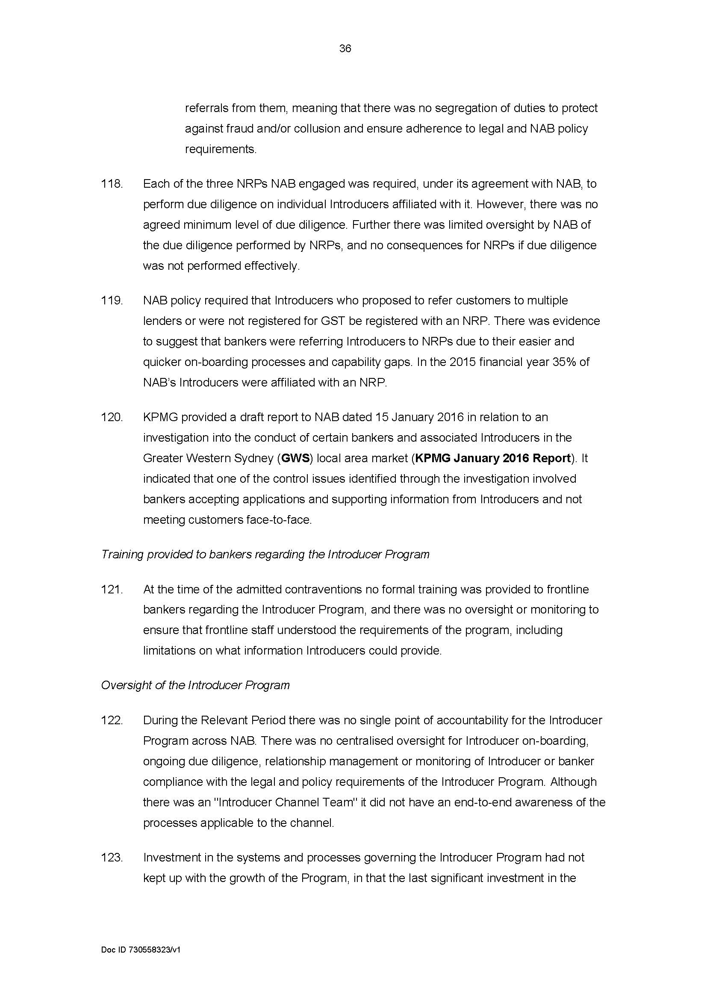 36
referrals from them, meaning that there was no segregation of duties to protect
against fraud and/or collusion and ensure adherence to legal and NAB policy
requirements.
118. Each of the three NRPs NAB engaged was required, under its agreement with NAB, to
perform due diligence on individual Introducers affiliated with it. However, there was no
agreed minimum level of due diligence. Further there was limited oversight by NAB of
the due diligence performed by NRPs, and no consequences for NRPs if due diligence
was not performed effectively.
119. NAB policy required that Introducers who proposed to refer customers to multiple
lenders or were not registered for GST be registered with an NRP. There was evidence
to suggest that bankers were referring Introducers to NRPs due to their easier and
quicker on-boarding processes and capability gaps. In the 2015 financial year 35% of
NAB's Introducers were affiliated with an NRP.
120. KPMG provided a draft report to NAB dated 15 January 2016 in relation to an
investigation into the conduct of certain bankers and associated Introducers in the
Greater Western Sydney (GWS) local area market (KPMG January 2016 Report). It
indicated that one of the control issues identified through the investigation involved
bankers accepting applications and supporting information from Introducers and not
meeting customers face-to-face.
Training provided to bankers regarding the Introducer Program
121. At the time of the admitted contraventions no formal training was provided to frontline
bankers regarding the Introducer Program, and there was no oversight or monitoring to
ensure that frontline staff understood the requirements of the program, including
limitations on what information Introducers could provide.
Oversight of the Introducer Program
122. During the Relevant Period there was no single point of accountability for the Introducer
Program across NAB. There was no centralised oversight for Introducer on-boarding,
ongoing due diligence, relationship management or monitoring of Introducer or banker
compliance with the legal and policy requirements of the Introducer Program. Although
there was an "Introducer Channel Team" it did not have an end-to-end awareness of the
processes applicable to the channel.
123. Investment in the systems and processes governing the Introducer Program had not
kept up with the growth of the Program, in that the last significant investment in the
Doc ID 730558323/v1